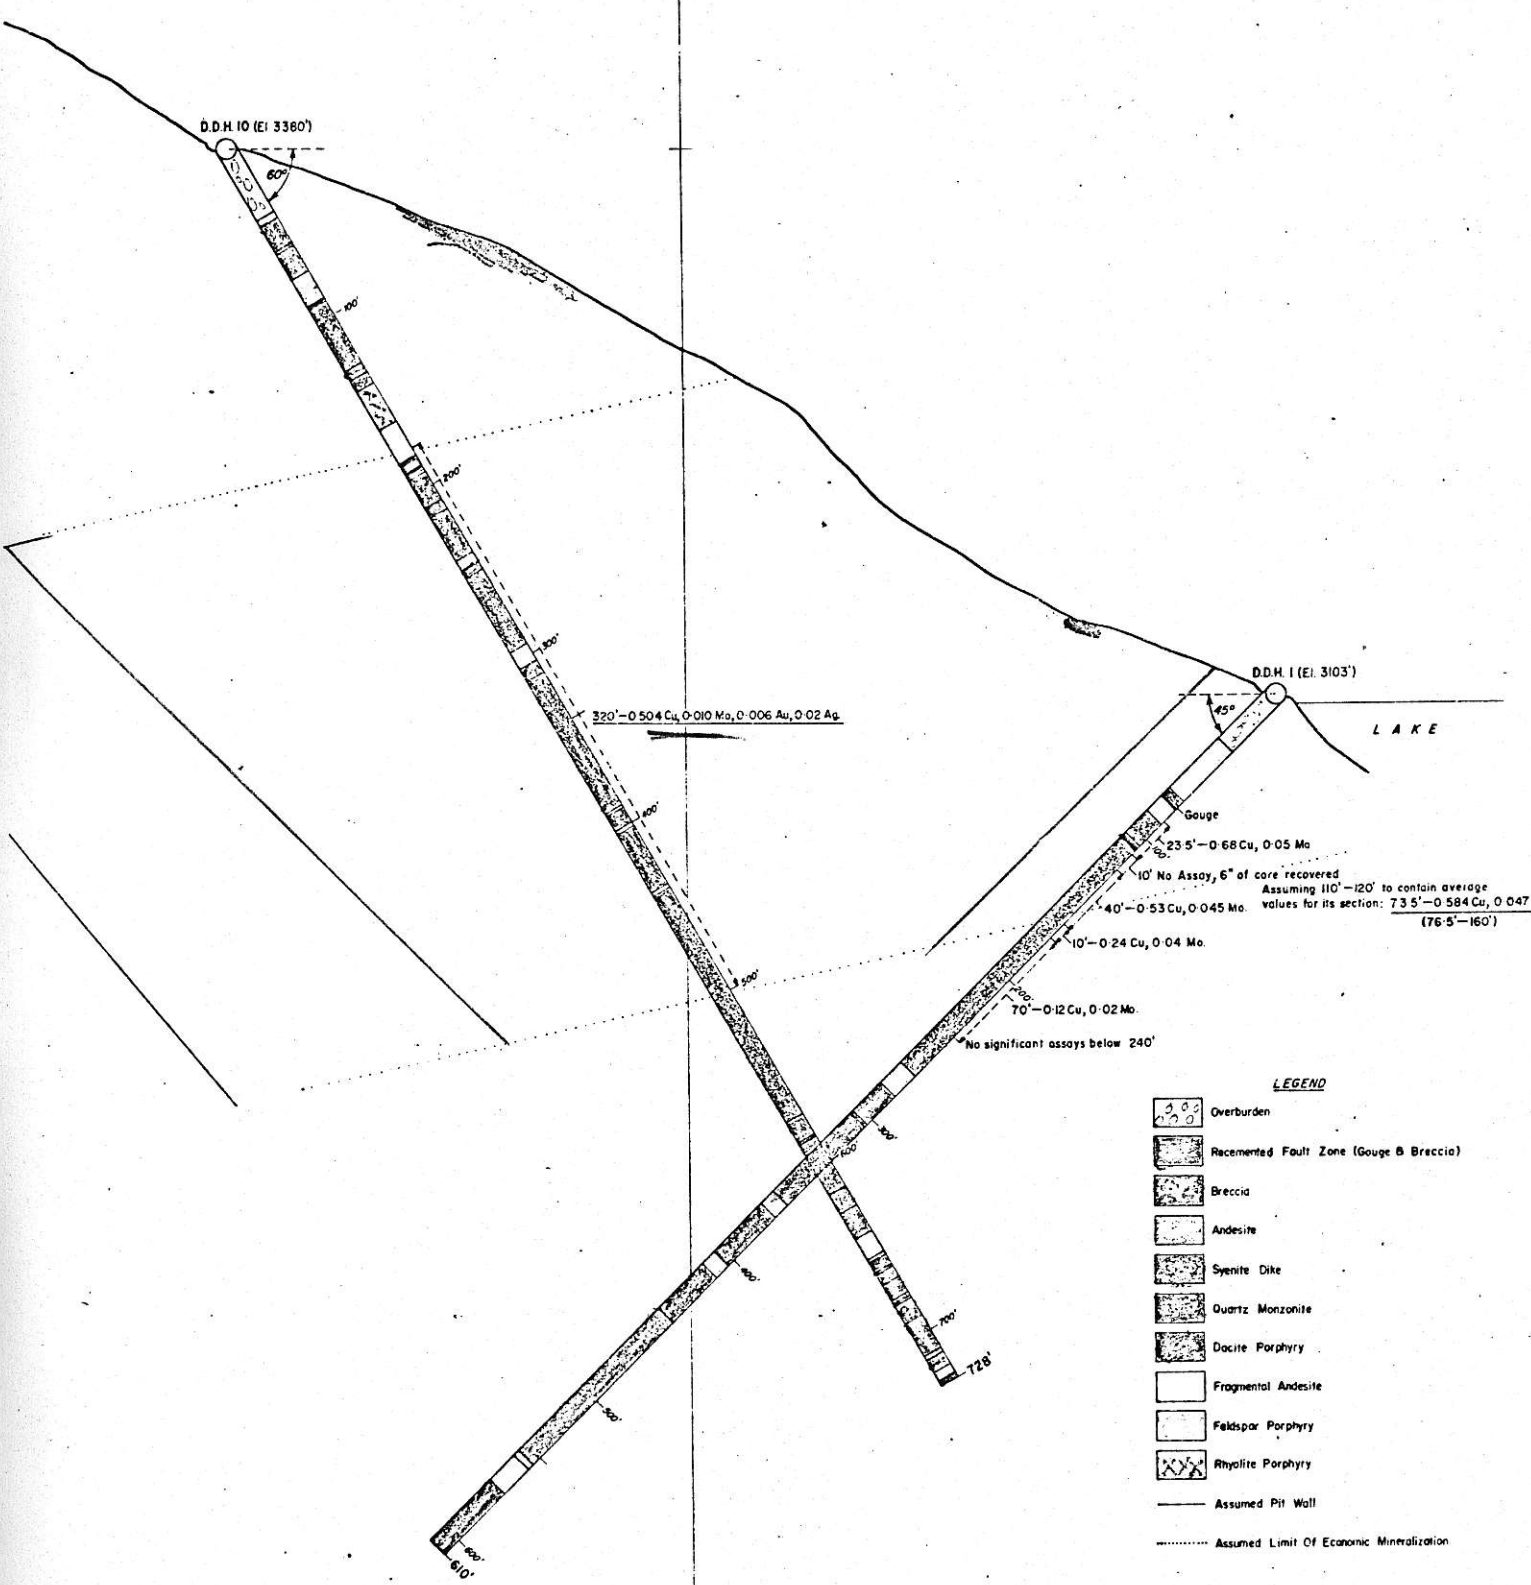 D.D.H. 10 (El 3380')
60°
100'
200'
300'
320'-0.504 Cu, 0.010 Mo, 0.006 Au, 0.02 Ag.
400'
500'
600'
700'
728'
D.D.H. 1 (El. 3103')
45°
LAKE
Gouge
23.5'-0.68 Cu, 0.05 Mo
100'
10' No Assay, 6" of core recovered
Assuming 110'-120' to contain average
values for its section: 73.5'-0.584 Cu, 0.047
(76.5'-160')
40'-0.53 Cu, 0.045 Mo.
10'-0.24 Cu, 0.04 Mo.
200'
70'-0.12 Cu, 0.02 Mo.
No significant assays below 240'
300'
400'
500'
600'
610'
LEGEND
Overburden
Recemented Fault Zone (Gouge & Breccia)
Breccia
Andesite
Syenite Dike
Quartz Monzonite
Dacite Porphyry
Fragmental Andesite
Feldspar Porphyry
Rhyolite Porphyry
Assumed Pit Wall
Assumed Limit Of Economic Mineralization